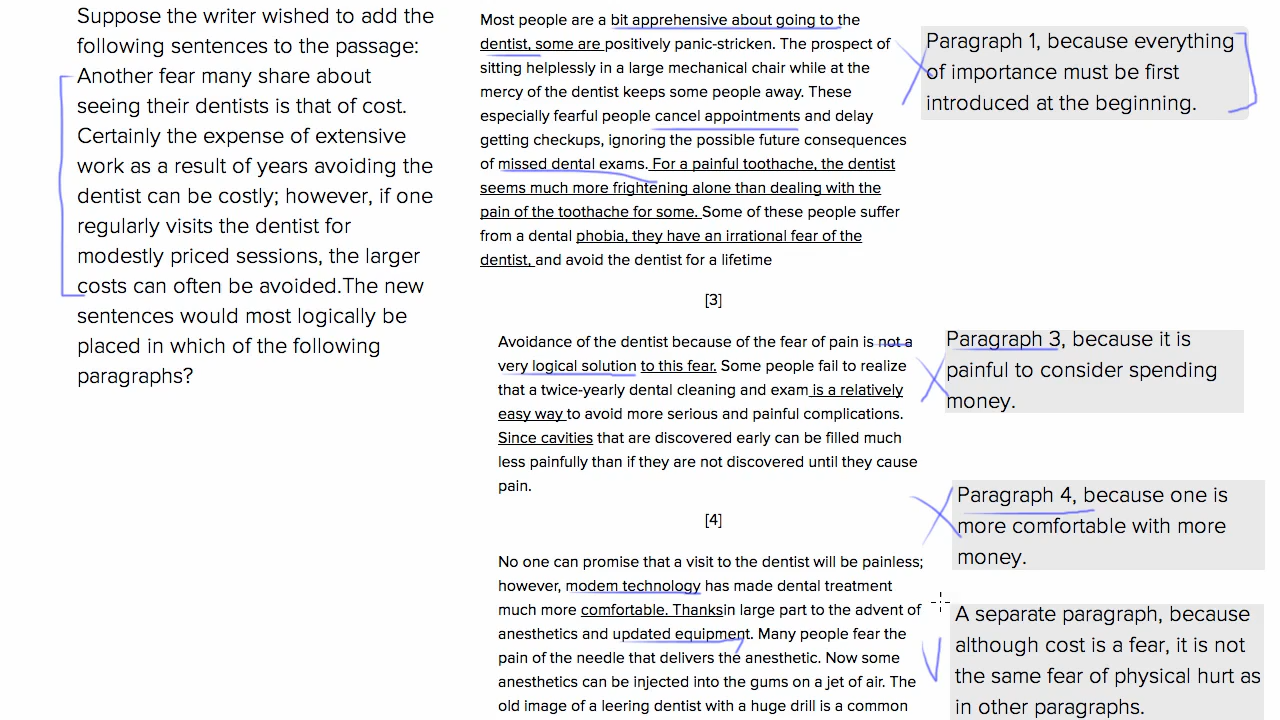 Suppose the writer wished to add the
following sentences to the passage:
Another fear many share about
seeing their dentists is that of cost.
Certainly the expense of extensive
work as a result of years avoiding the
dentist can be costly; however, if one
regularly visits the dentist for
modestly priced sessions, the larger
costs can often be avoided.The new
sentences would most logically be
placed in which of the following
paragraphs?
Most people are a bit apprehensive about going to the
dentist, some are positively panic-stricken. The prospect of
sitting helplessly in a large mechanical chair while at the
mercy of the dentist keeps some people away. These
especially fearful people cancel appointments and delay
getting checkups, ignoring the possible future consequences
of missed dental exams. For a painful toothache, the dentist
seems much more frightening alone than dealing with the
pain of the toothache for some. Some of these people suffer
from a dental phobia, they have an irrational fear of the
dentist, and avoid the dentist for a lifetime
[3]
Avoidance of the dentist because of the fear of pain is not a
very logical solution to this fear. Some people fail to realize
that a twice-yearly dental cleaning and exam is a relatively
easy way to avoid more serious and painful complications.
Since cavities that are discovered early can be filled much
less painfully than if they are not discovered until they cause
pain.
[4]
No one can promise that a visit to the dentist will be painless;
however, modem technology has made dental treatment
much more comfortable. Thanksin large part to the advent of
anesthetics and updated equipment. Many people fear the
pain of the needle that delivers the anesthetic. Now some
anesthetics can be injected into the gums on a jet of air. The
old image of a leering dentist with a huge drill is a common
Paragraph 1, because everything
of importance must be first
introduced at the beginning.
Paragraph 3, because it is
painful to consider spending
money.
Paragraph 4, because one is
more comfortable with more
money.
A separate paragraph, because
although cost is a fear, it is not
the same fear of physical hurt as
in other paragraphs.